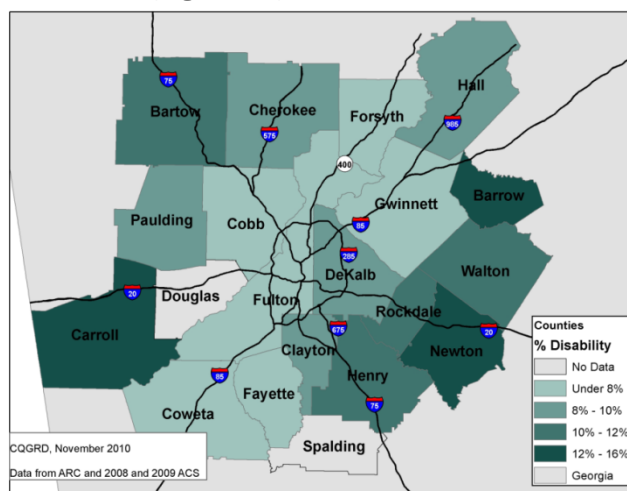 75
Hall
Bartow
Cherokee
Forsyth
575
985
400
Barrow
Gwinnett
Paulding
Cobb
85
285
DeKalb
Walton
20
Douglas
Fulton
Rockdale
Carroll
675
20
Clayton
Newton
85
Henry
Fayette
75
Coweta
Spalding
Counties
% Disability
No Data
Under 8%
8% - 10%
10% - 12%
12% - 16%
Georgia
CQGRD, November 2010
Data from ARC and 2008 and 2009 ACS